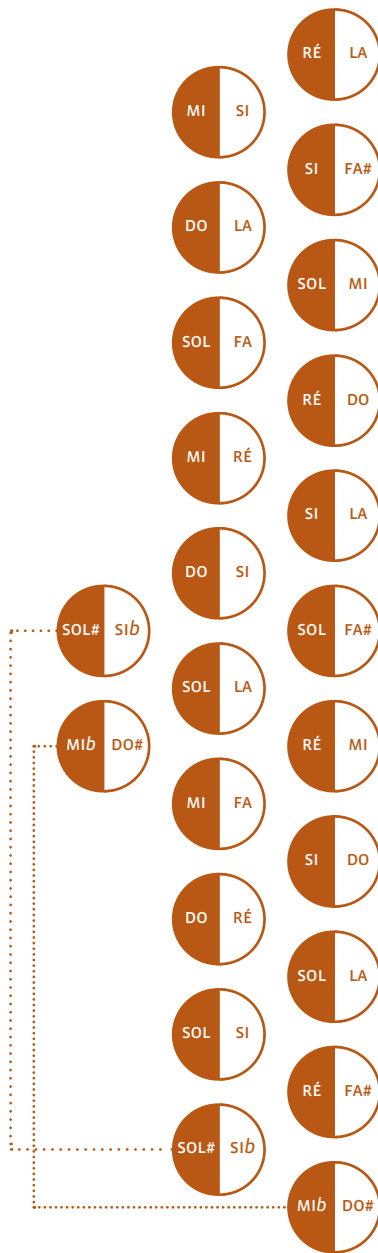 RÉ LA
MI SI
SI FA#
DO LA
SOL MI
SOL FA
RÉ DO
MI RÉ
SI LA
DO SI
SOL# SIb
SOL FA#
SOL LA
MIb DO#
RÉ MI
MI FA
SI DO
DO RÉ
SOL LA
SOL SI
RÉ FA#
SOL# SIb
MIb DO#